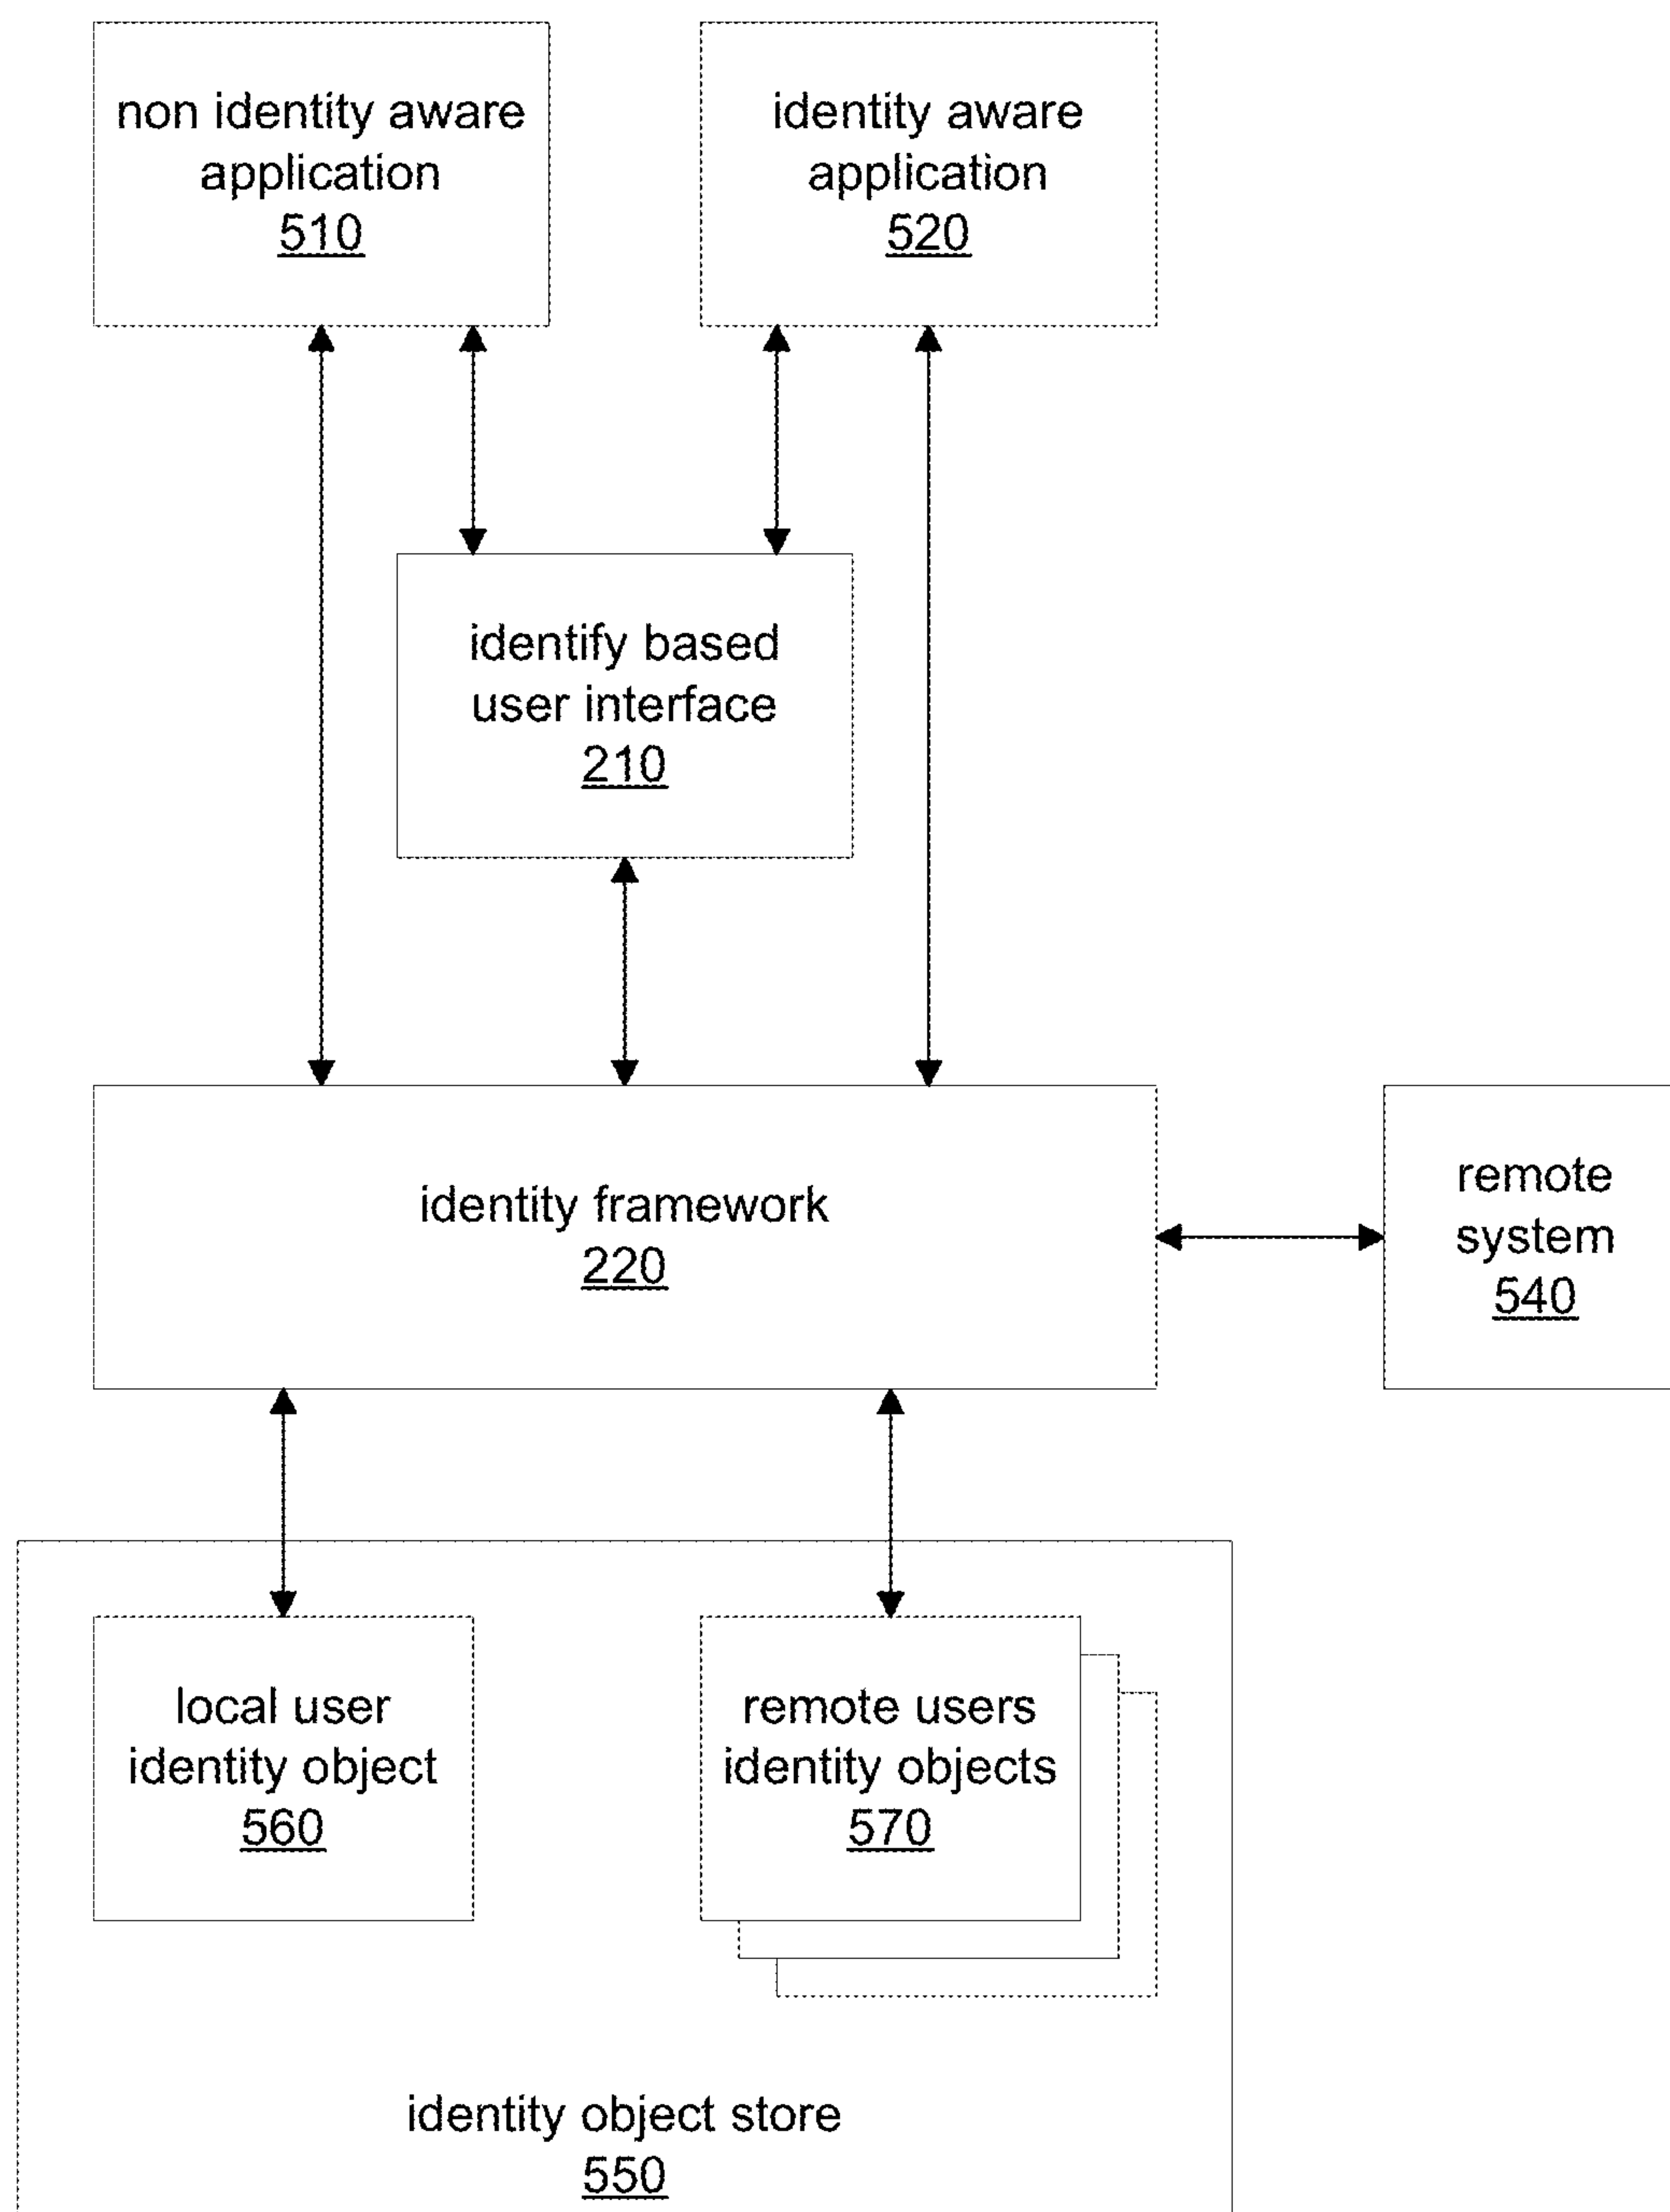 non identity aware
application
510
identity aware
application
520
identify based
user interface
210
identity framework
220
remote
system
540
local user
identity object
560
remote users
identity objects
570
identity object store
550